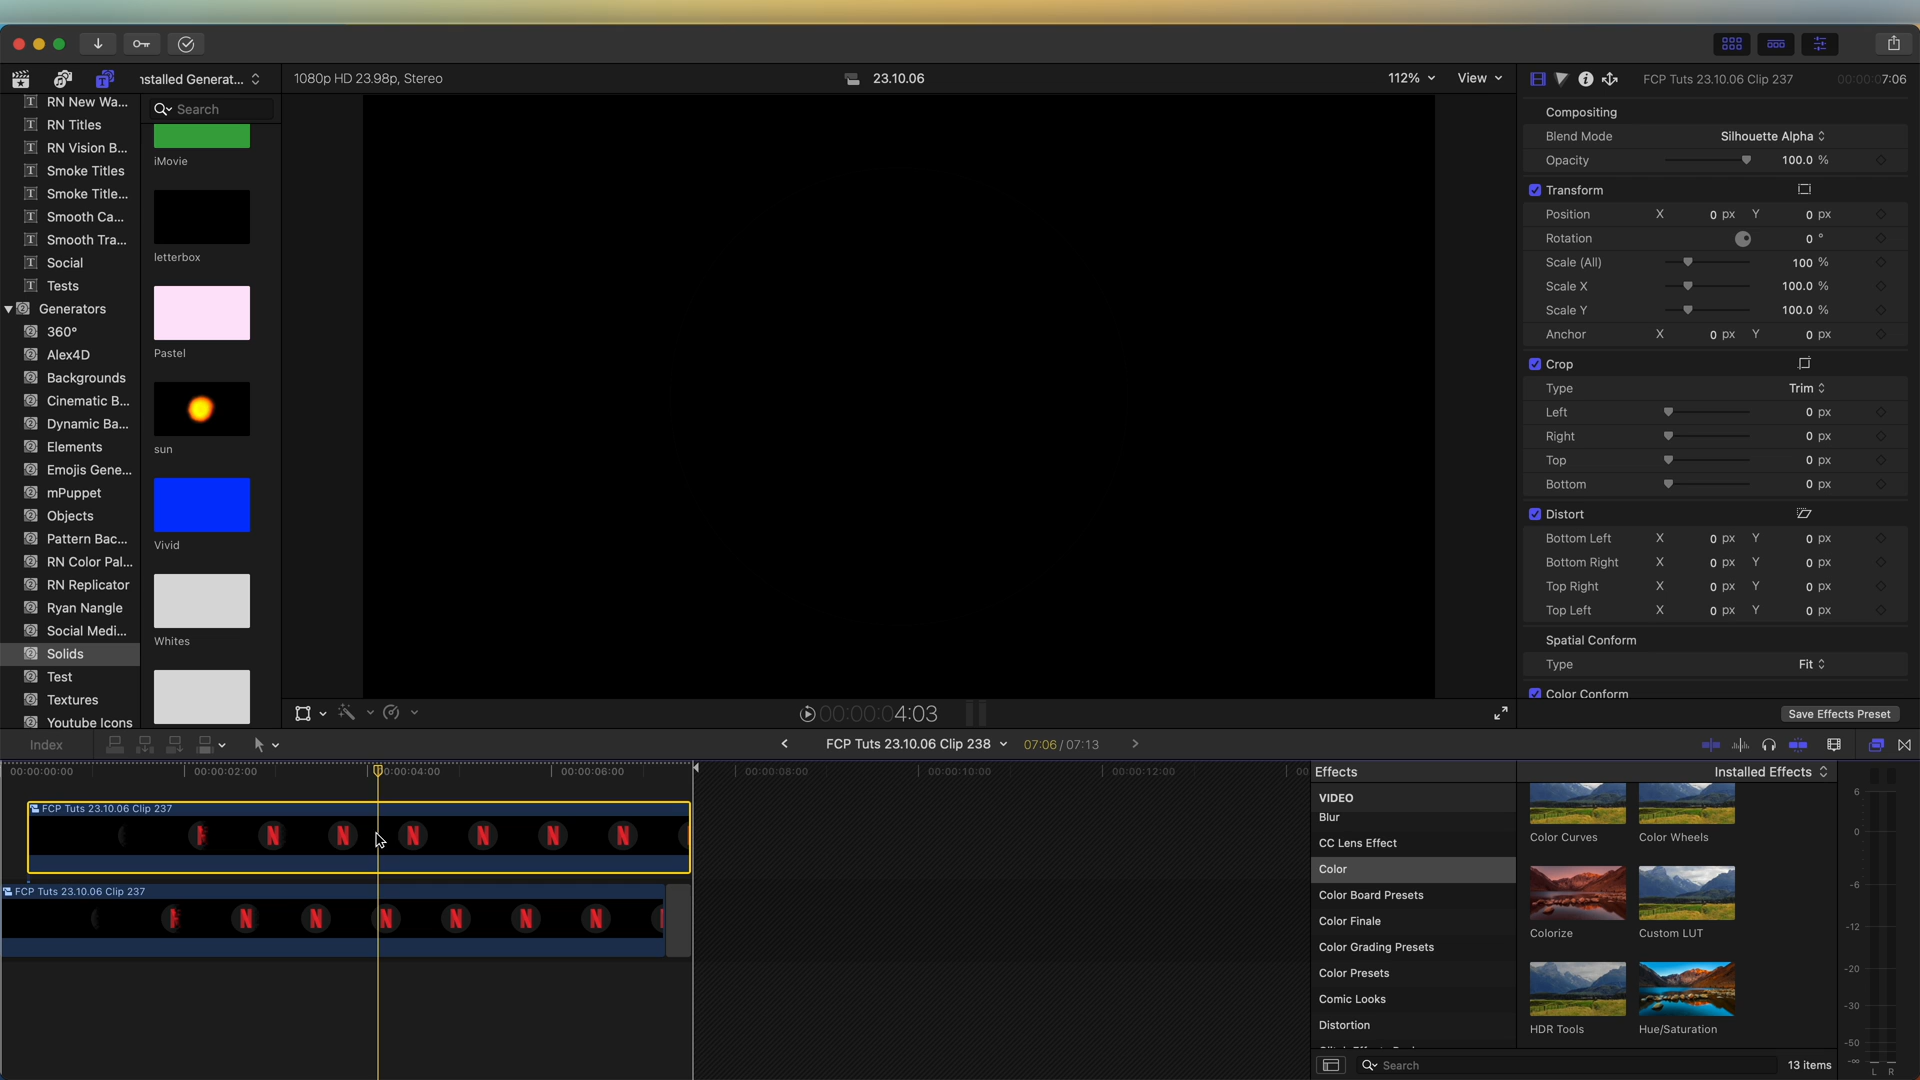 nstalled Generat...
1080p HD 23.98p, Stereo
23.10.06
112%
View
FCP Tuts 23.10.06 Clip 237
00:00:07:06
RN New Wa...
RN Titles
RN Vision B...
Smoke Titles
Smoke Title...
Smooth Ca...
Smooth Tra...
Social
Tests
Generators
360°
Alex4D
Backgrounds
Cinematic B...
Dynamic Ba...
Elements
Emojis Gene...
mPuppet
Objects
Pattern Bac...
RN Color Pal...
RN Replicator
Ryan Nangle
Social Medi...
Solids
Test
Textures
Youtube Icons
Search
iMovie
letterbox
Pastel
sun
Vivid
Whites
Compositing
Blend Mode Silhouette Alpha
Opacity 100.0 %
Transform
Position X 0 px Y 0 px
Rotation 0 °
Scale (All) 100 %
Scale X 100.0 %
Scale Y 100.0 %
Anchor X 0 px Y 0 px
Crop
Type Trim
Left 0 px
Right 0 px
Top 0 px
Bottom 0 px
Distort
Bottom Left X 0 px Y 0 px
Bottom Right X 0 px Y 0 px
Top Right X 0 px Y 0 px
Top Left X 0 px Y 0 px
Spatial Conform
Type Fit
Color Conform
Save Effects Preset
00:00:04:03
Index
FCP Tuts 23.10.06 Clip 238
07:06 / 07:13
00:00:00:00 00:00:02:00 00:00:04:00 00:00:06:00 00:00:08:00 00:00:10:00 00:00:12:00 00
FCP Tuts 23.10.06 Clip 237
N N N N N N
FCP Tuts 23.10.06 Clip 237
N N N N N N
Effects
Installed Effects
VIDEO
Blur
CC Lens Effect
Color
Color Board Presets
Color Finale
Color Grading Presets
Color Presets
Comic Looks
Distortion
Color Curves
Color Wheels
Colorize
Custom LUT
HDR Tools
Hue/Saturation
Search
13 items
6
0
-6
-12
-20
-30
-50
-∞
L R